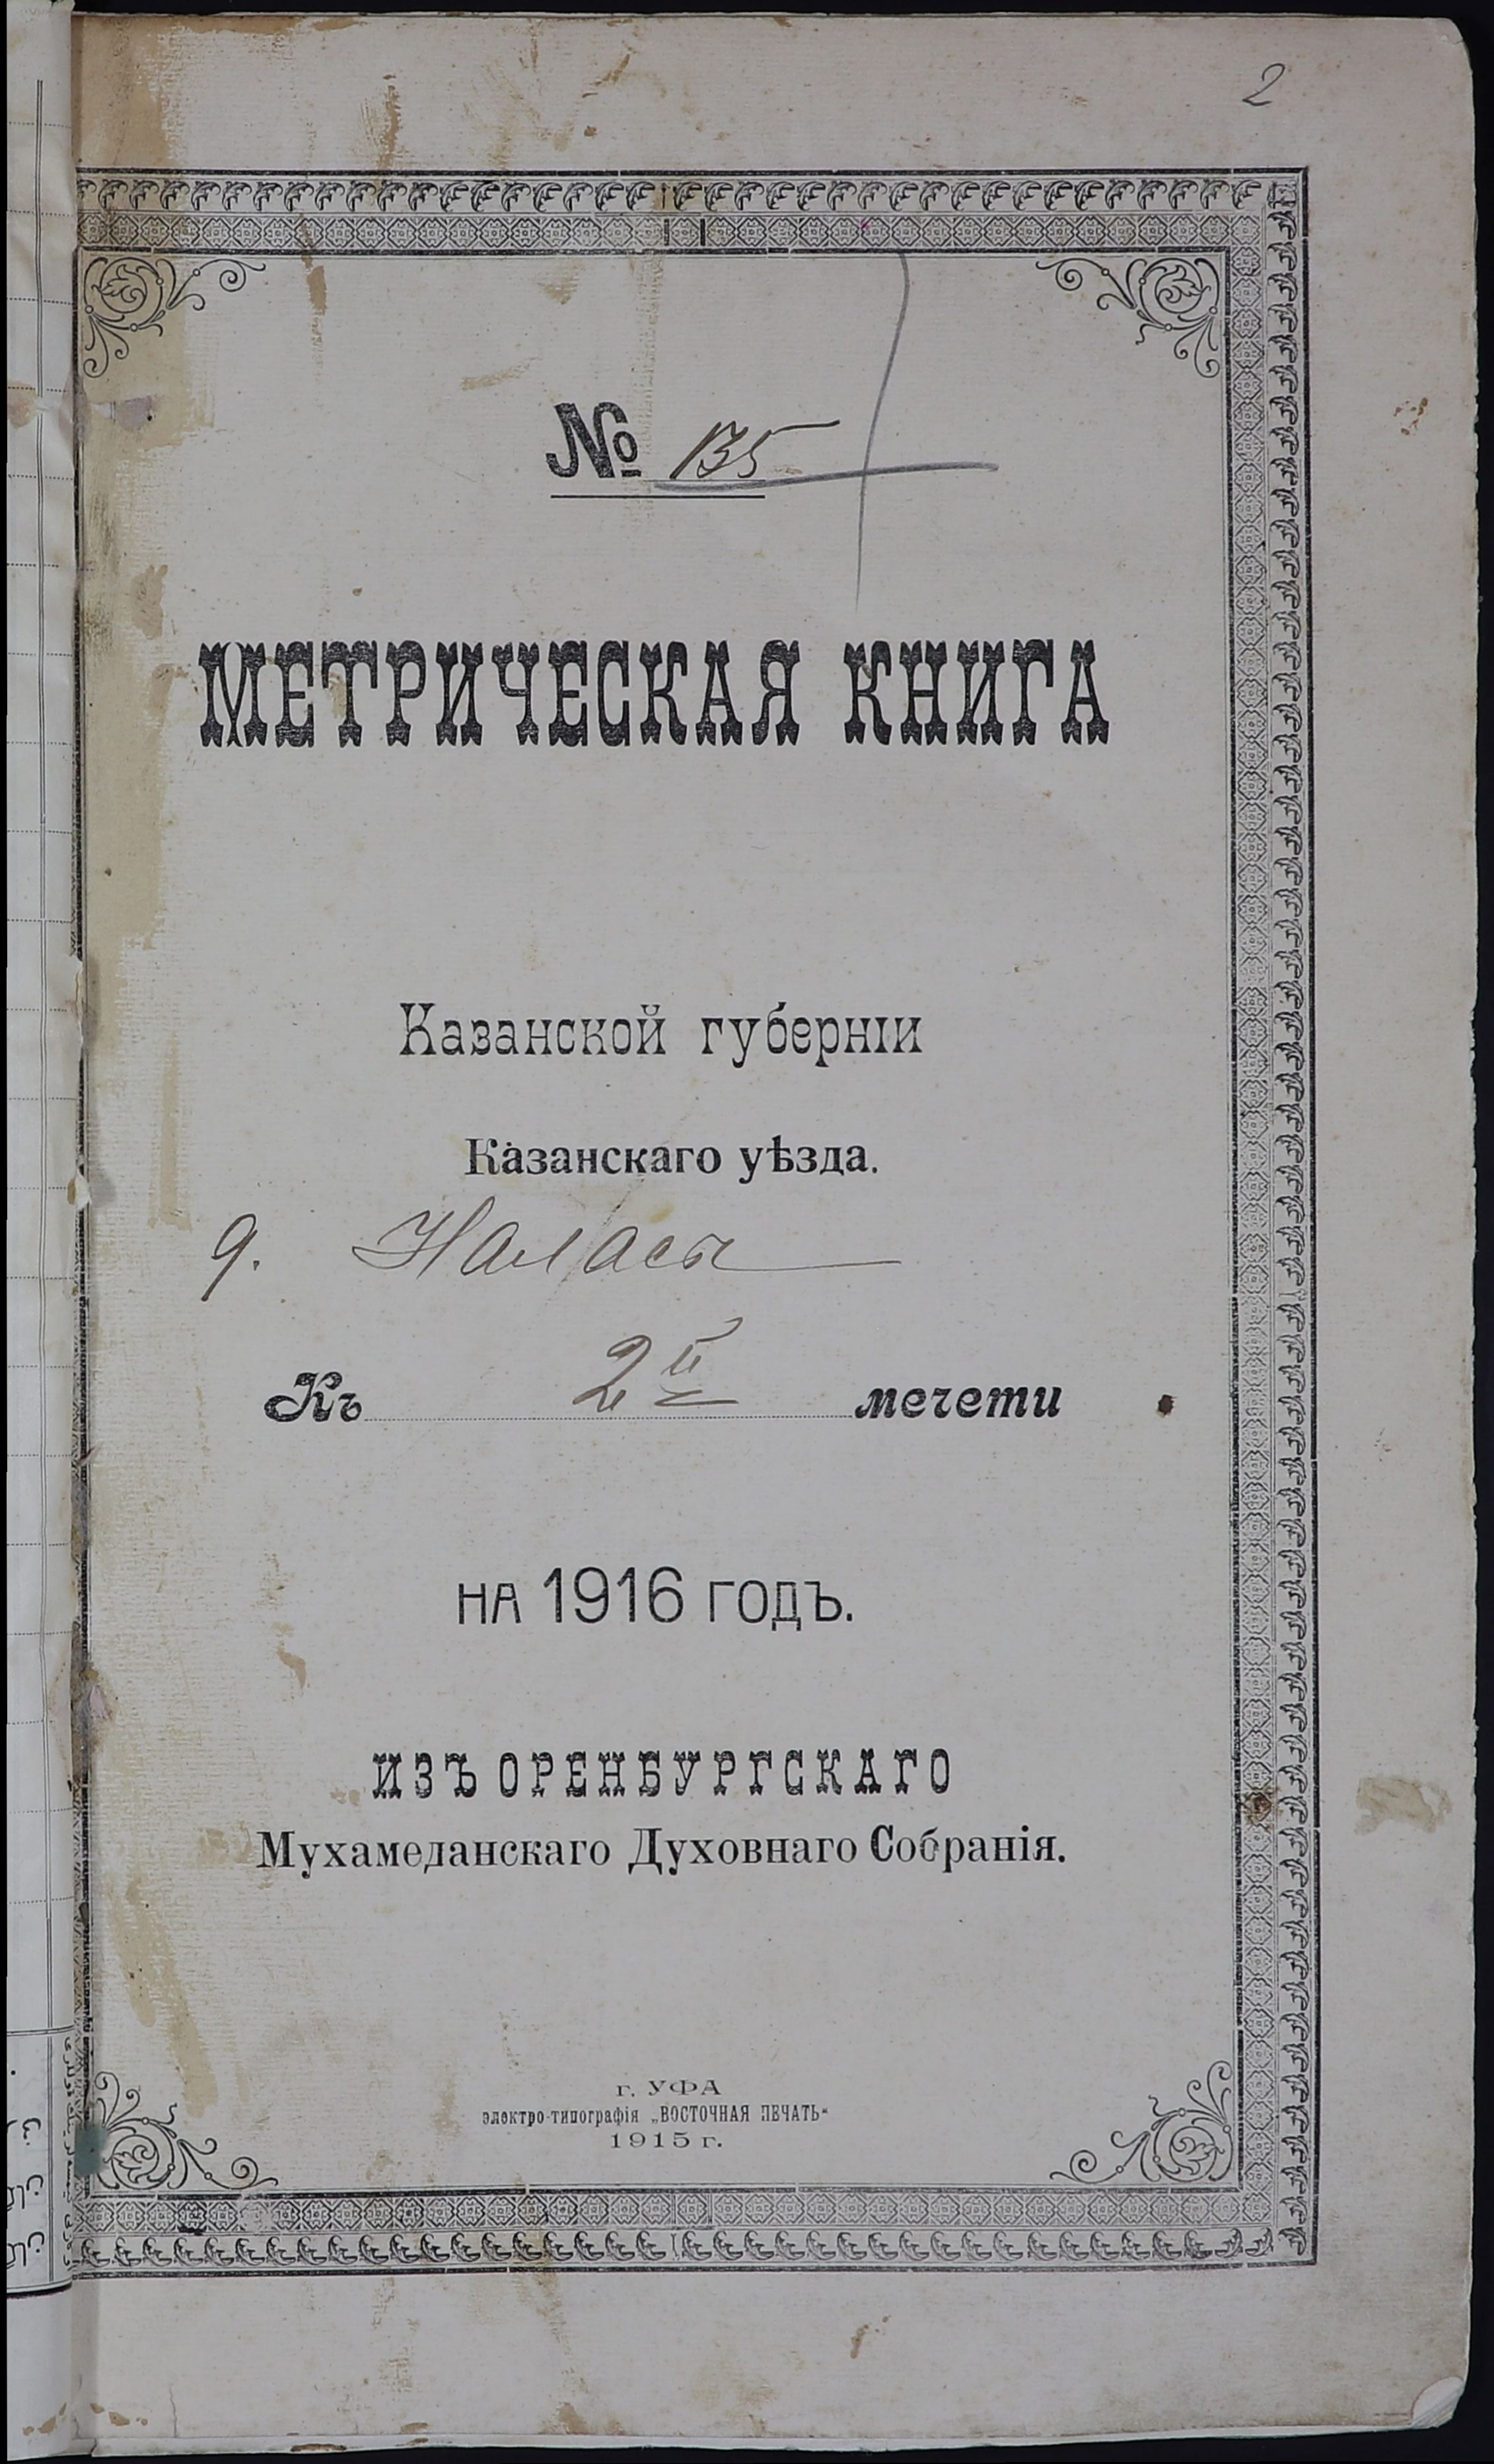 2
№ 135
МЕТРИЧЕСКАЯ КНИГА
Казанской губерніи
Казанскаго уѣзда.
д. Наласы
Къ 2й мечети
на 1916 годъ.
ИЗЪ ОРЕНБУРГСКАГО
Мухамеданскаго Духовнаго Собранія.
г. УФА
электро-типографія „ВОСТОЧНАЯ ПЕЧАТЬ“
1915 г.